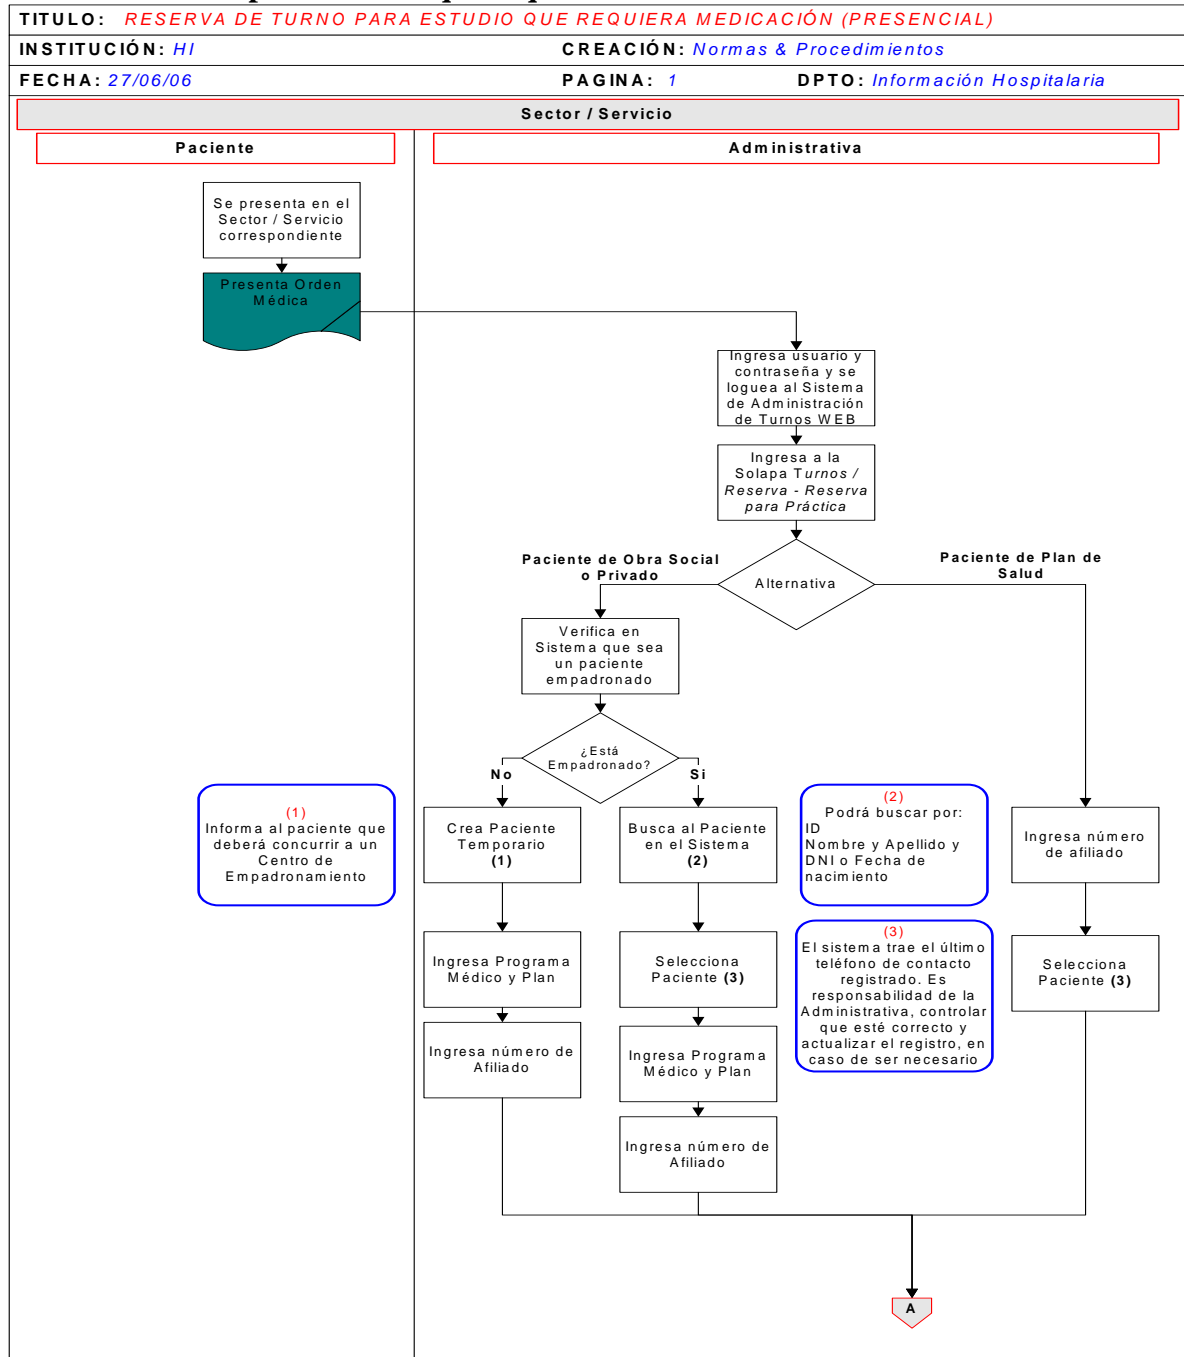 TITULO: RESERVA DE TURNO PARA ESTUDIO QUE REQUIERA MEDICACIÓN (PRESENCIAL)
INSTITUCIÓN: HI
CREACIÓN: Normas & Procedimientos
FECHA: 27/06/06
PAGINA: 1
DPTO: Información Hospitalaria
Sector / Servicio
Paciente
Administrativa
Se presenta en el
Sector / Servicio
correspondiente
Presenta Orden
Médica
Ingresa usuario y
contraseña y se
loguea al Sistema
de Administración
de Turnos WEB
Ingresa a la
Solapa Turnos /
Reserva - Reserva
para Práctica
Alternativa
Paciente de Obra Social
o Privado
Paciente de Plan de
Salud
Verifica en
Sistema que sea
un paciente
empadronado
¿Está
Empadronado?
No
Si
(1)
Informa al paciente que
deberá concurrir a un
Centro de
Empadronamiento
Crea Paciente
Temporario
(1)
Busca al Paciente
en el Sistema
(2)
(2)
Podrá buscar por:
ID
Nombre y Apellido y
DNI o Fecha de
nacimiento
Ingresa número
de afiliado
Ingresa Programa
Médico y Plan
Selecciona
Paciente (3)
(3)
El sistema trae el último
teléfono de contacto
registrado. Es
responsabilidad de la
Administrativa, controlar
que esté correcto y
actualizar el registro, en
caso de ser necesario
Selecciona
Paciente (3)
Ingresa número de
Afiliado
Ingresa Programa
Médico y Plan
Ingresa número de
Afiliado
A